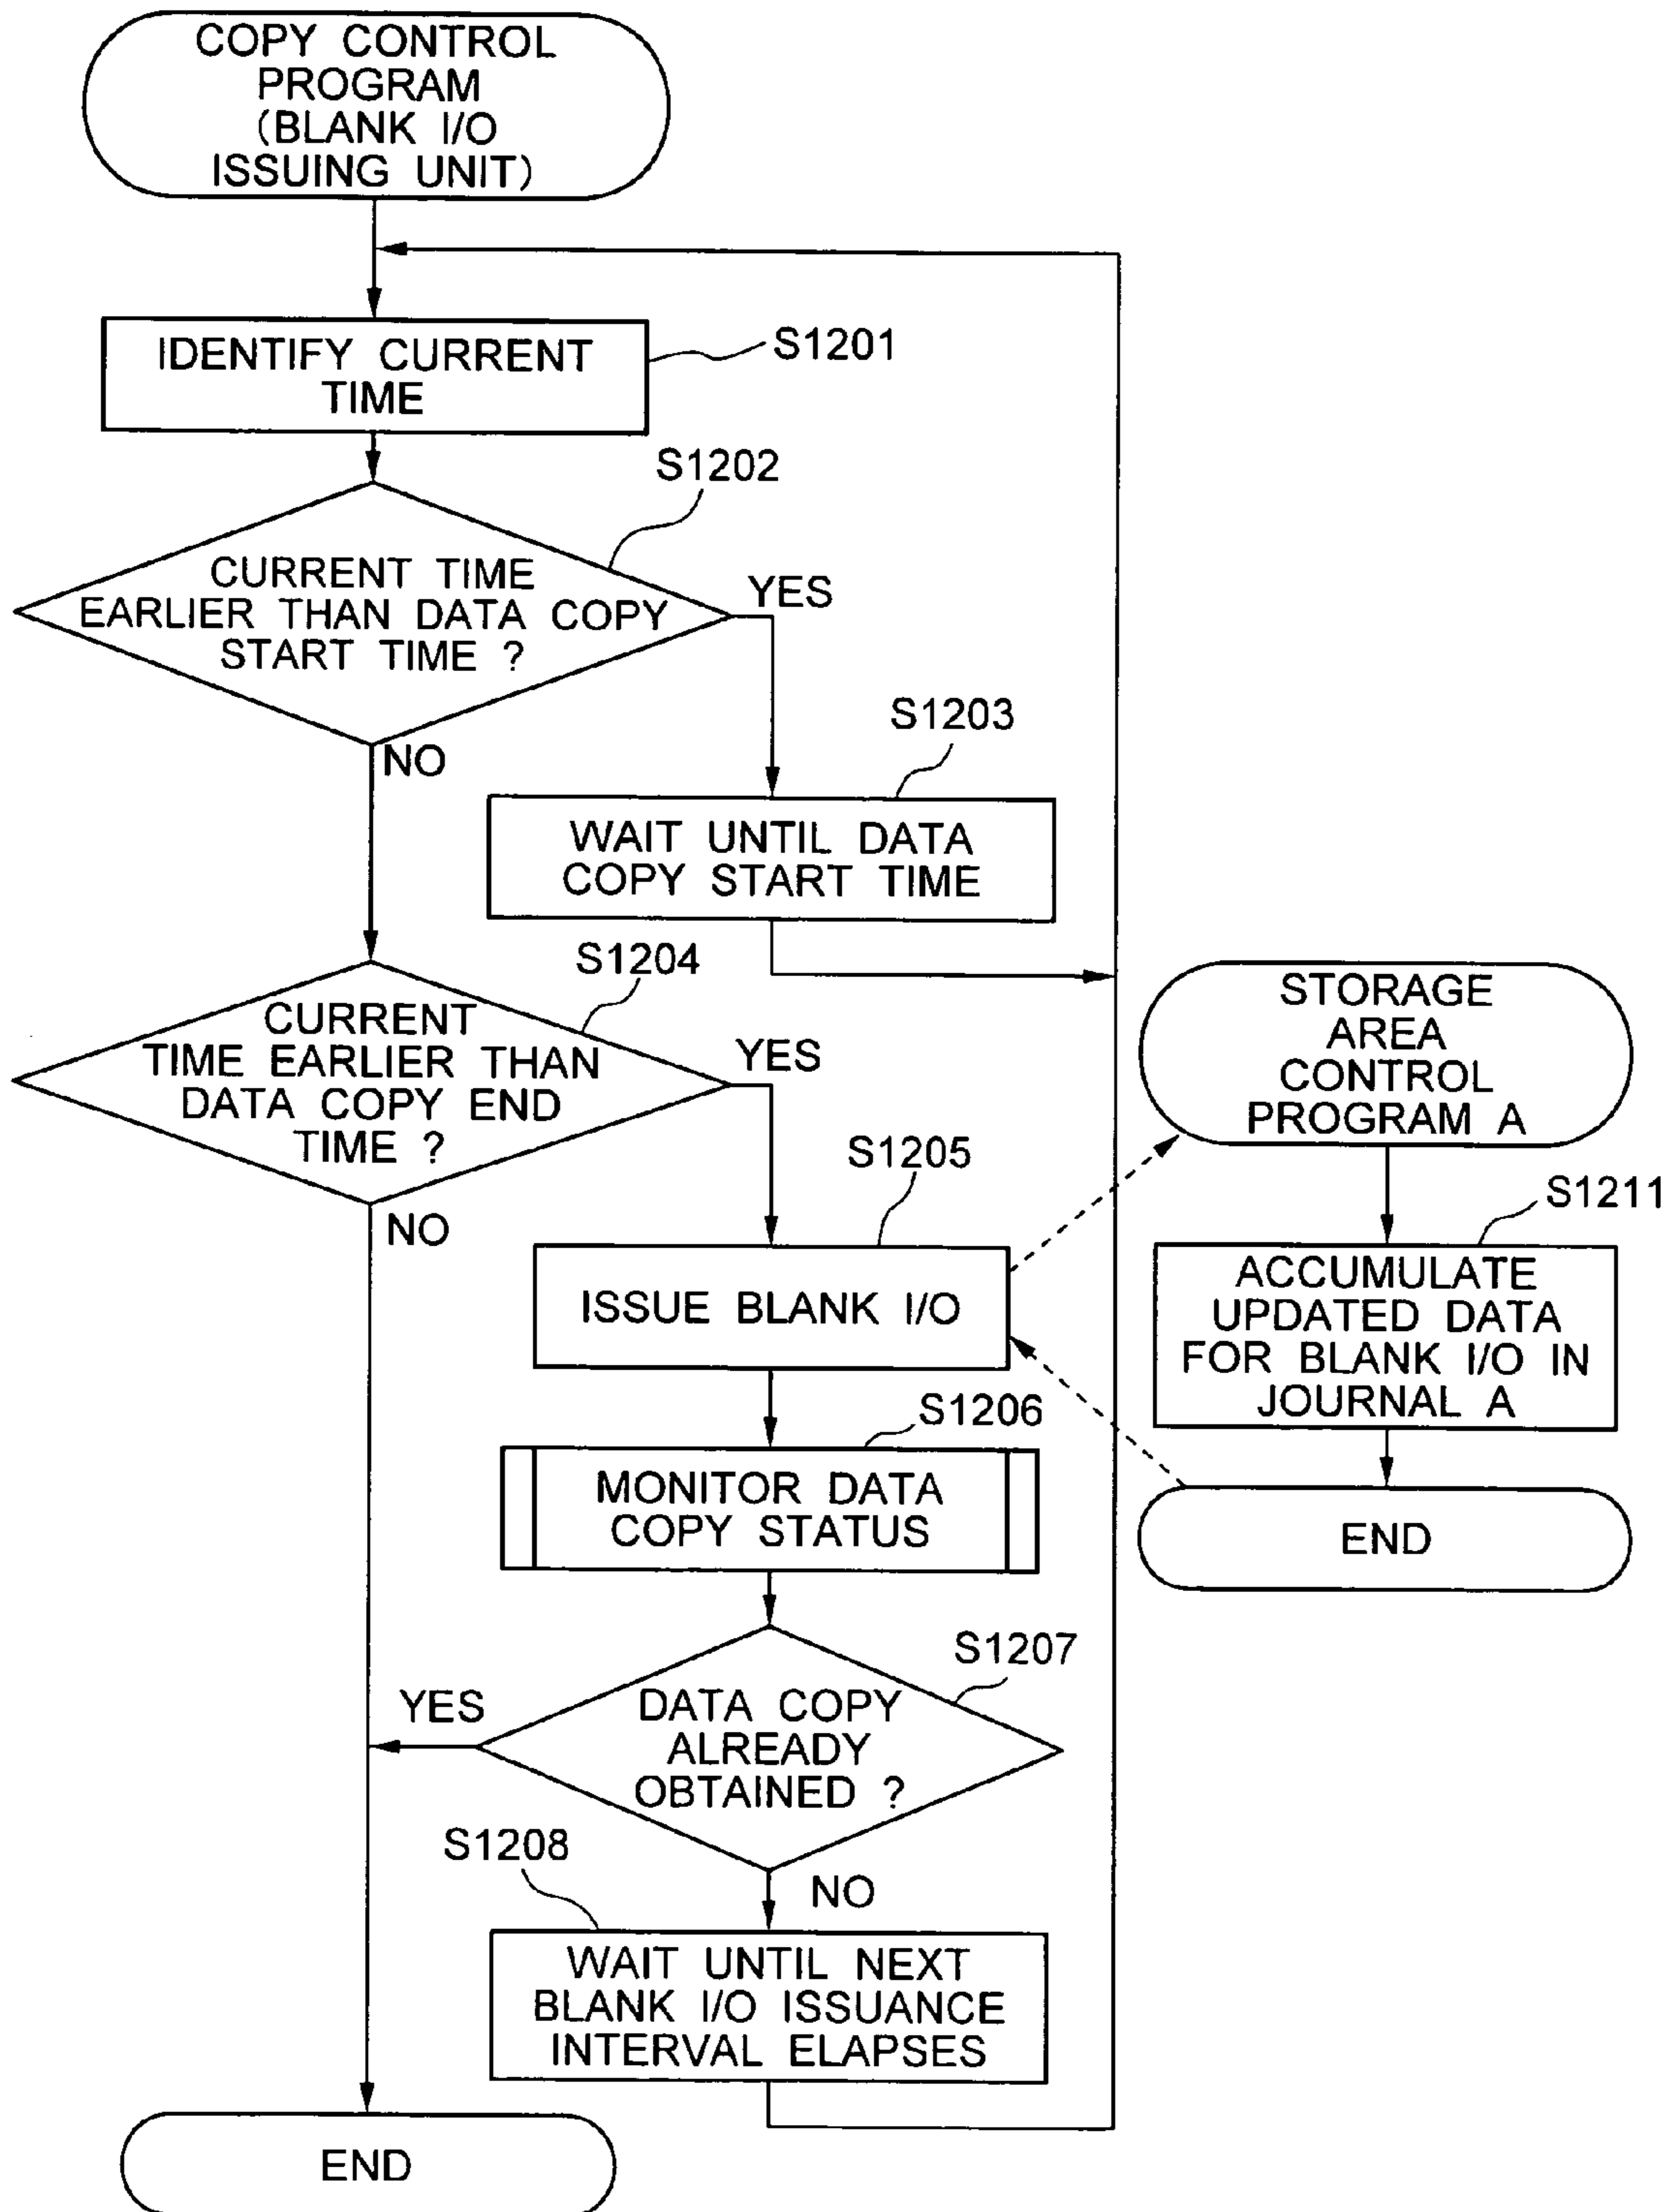 COPY CONTROL
PROGRAM
(BLANK I/O
ISSUING UNIT)
IDENTIFY CURRENT
TIME
S1201
S1202
CURRENT TIME
EARLIER THAN DATA COPY
START TIME ?
YES
NO
S1203
WAIT UNTIL DATA
COPY START TIME
S1204
CURRENT
TIME EARLIER THAN
DATA COPY END
TIME ?
YES
NO
S1205
ISSUE BLANK I/O
STORAGE
AREA
CONTROL
PROGRAM A
S1211
ACCUMULATE
UPDATED DATA
FOR BLANK I/O IN
JOURNAL A
END
S1206
MONITOR DATA
COPY STATUS
S1207
DATA COPY
ALREADY
OBTAINED ?
YES
NO
S1208
WAIT UNTIL NEXT
BLANK I/O ISSUANCE
INTERVAL ELAPSES
END